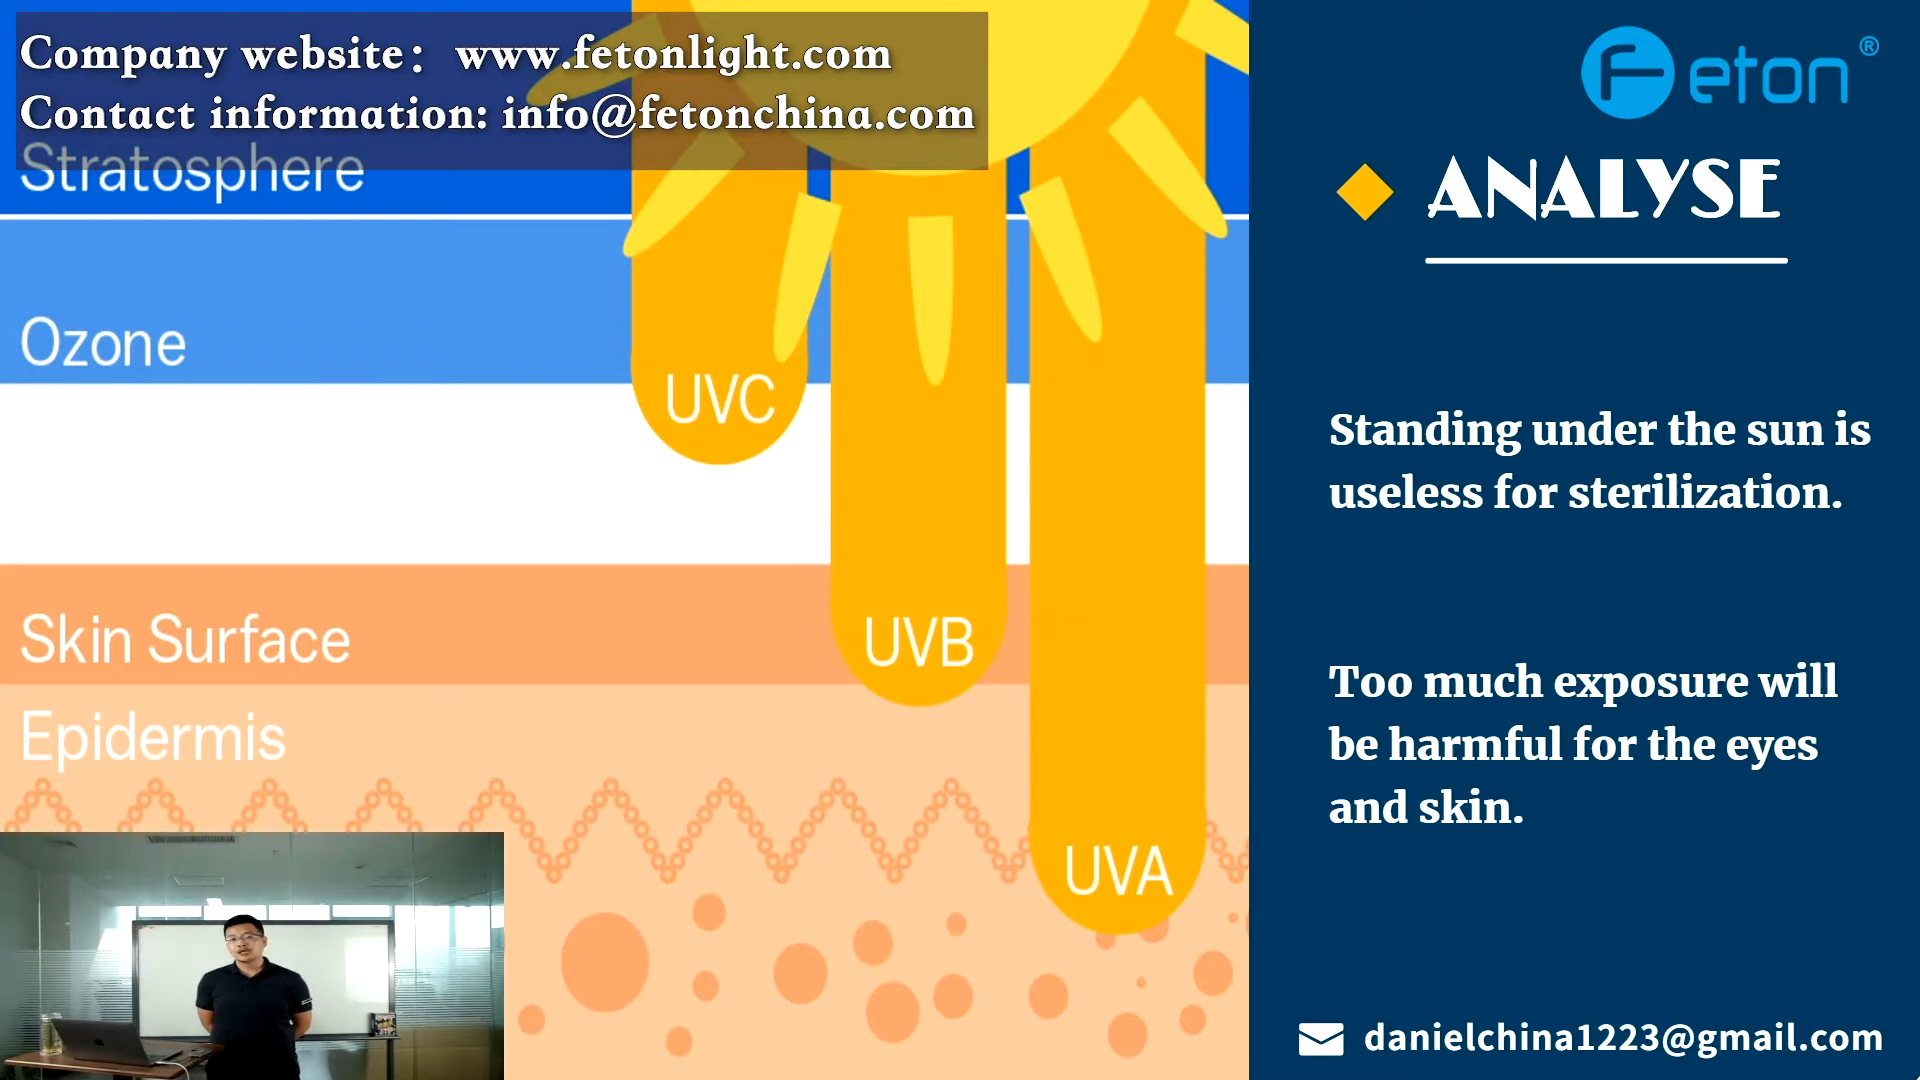 Company website： www.fetonlight.com
Contact information: info@fetonchina.com
Stratosphere
Ozone
UVC
Skin Surface
UVB
Epidermis
UVA
Feton®
ANALYSE
Standing under the sun is
useless for sterilization.
Too much exposure will
be harmful for the eyes
and skin.
danielchina1223@gmail.com